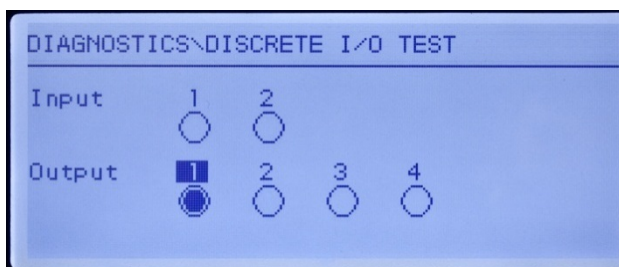 DIAGNOSTICS\DISCRETE I/O TEST
Input 1 2
Output 1 2 3 4